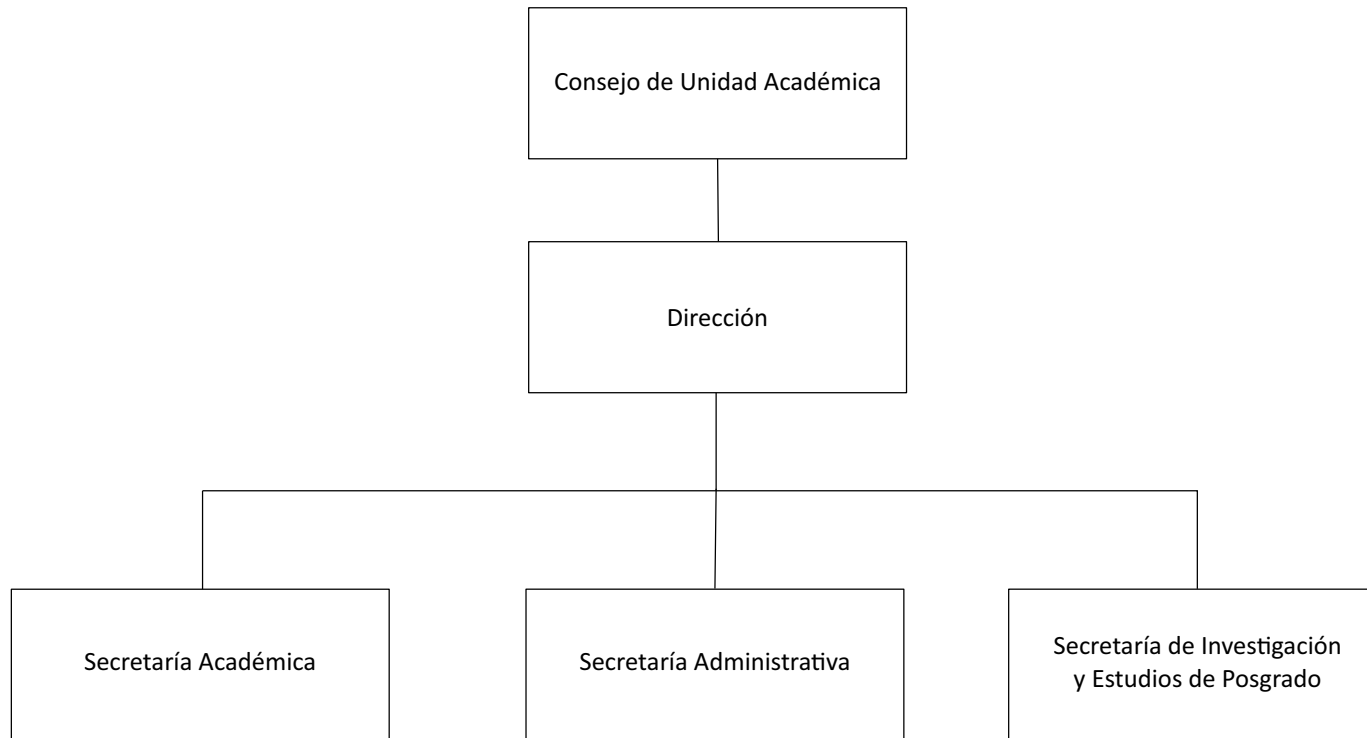 Consejo de Unidad Académica
Dirección
Secretaría Académica
Secretaría Administrativa
Secretaría de Investigación
y Estudios de Posgrado